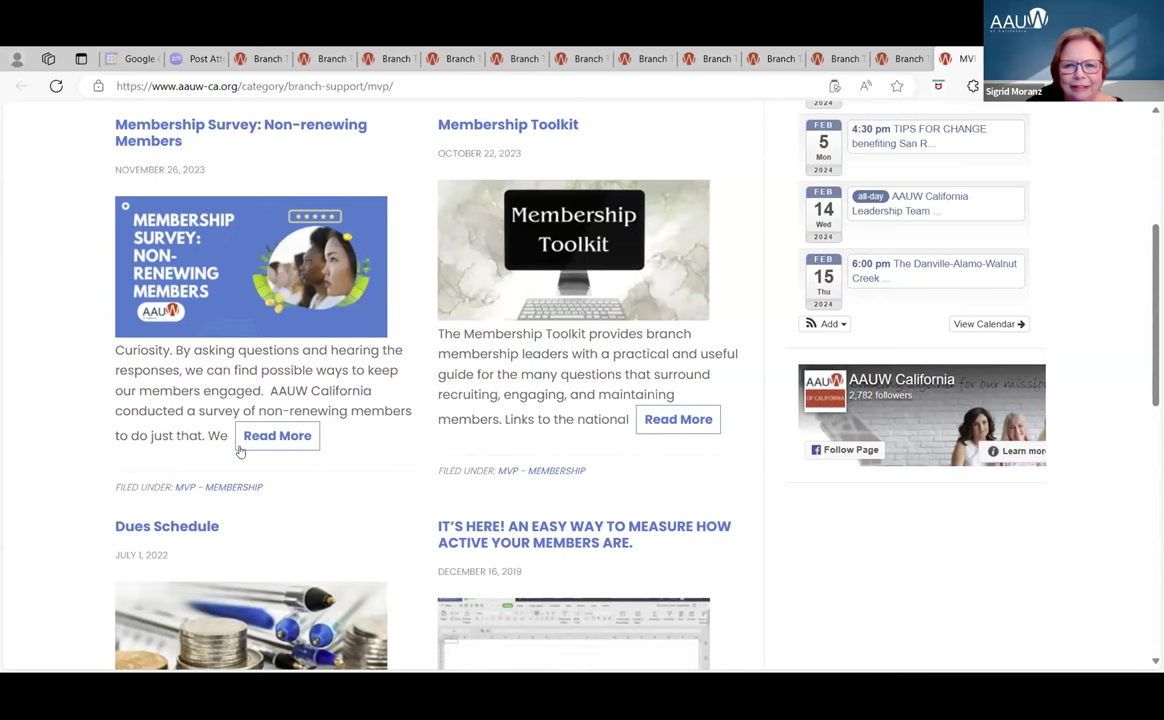 Google
Post Att
Branch T
Branch T
Branch T
Branch T
Branch T
Branch T
Branch T
Branch T
Branch T
Branch T
Branch T
MV
https://www.aauw-ca.org/category/branch-support/mvp/
AAUW
of California
Sigrid Moranz
Membership Survey: Non-renewing
Members
NOVEMBER 26, 2023
MEMBERSHIP
SURVEY:
NON-
RENEWING
MEMBERS
AAUW
Curiosity. By asking questions and hearing the
responses, we can find possible ways to keep
our members engaged. AAUW California
conducted a survey of non-renewing members
to do just that. We Read More
FILED UNDER: MVP – MEMBERSHIP
Dues Schedule
JULY 1, 2022
Membership Toolkit
OCTOBER 22, 2023
Membership
Toolkit
The Membership Toolkit provides branch
membership leaders with a practical and useful
guide for the many questions that surround
recruiting, engaging, and maintaining
members. Links to the national Read More
FILED UNDER: MVP – MEMBERSHIP
IT'S HERE! AN EASY WAY TO MEASURE HOW
ACTIVE YOUR MEMBERS ARE.
DECEMBER 16, 2019
2024
FEB
5
Mon
2024
4:30 pm TIPS FOR CHANGE
benefiting San R...
FEB
14
Wed
2024
all-day AAUW California
Leadership Team ...
FEB
15
Thu
2024
6:00 pm The Danville-Alamo-Walnut
Creek ...
Add
View Calendar
AAUW
OF CALIFORNIA
AAUW California
2,782 followers
Follow Page
Learn more